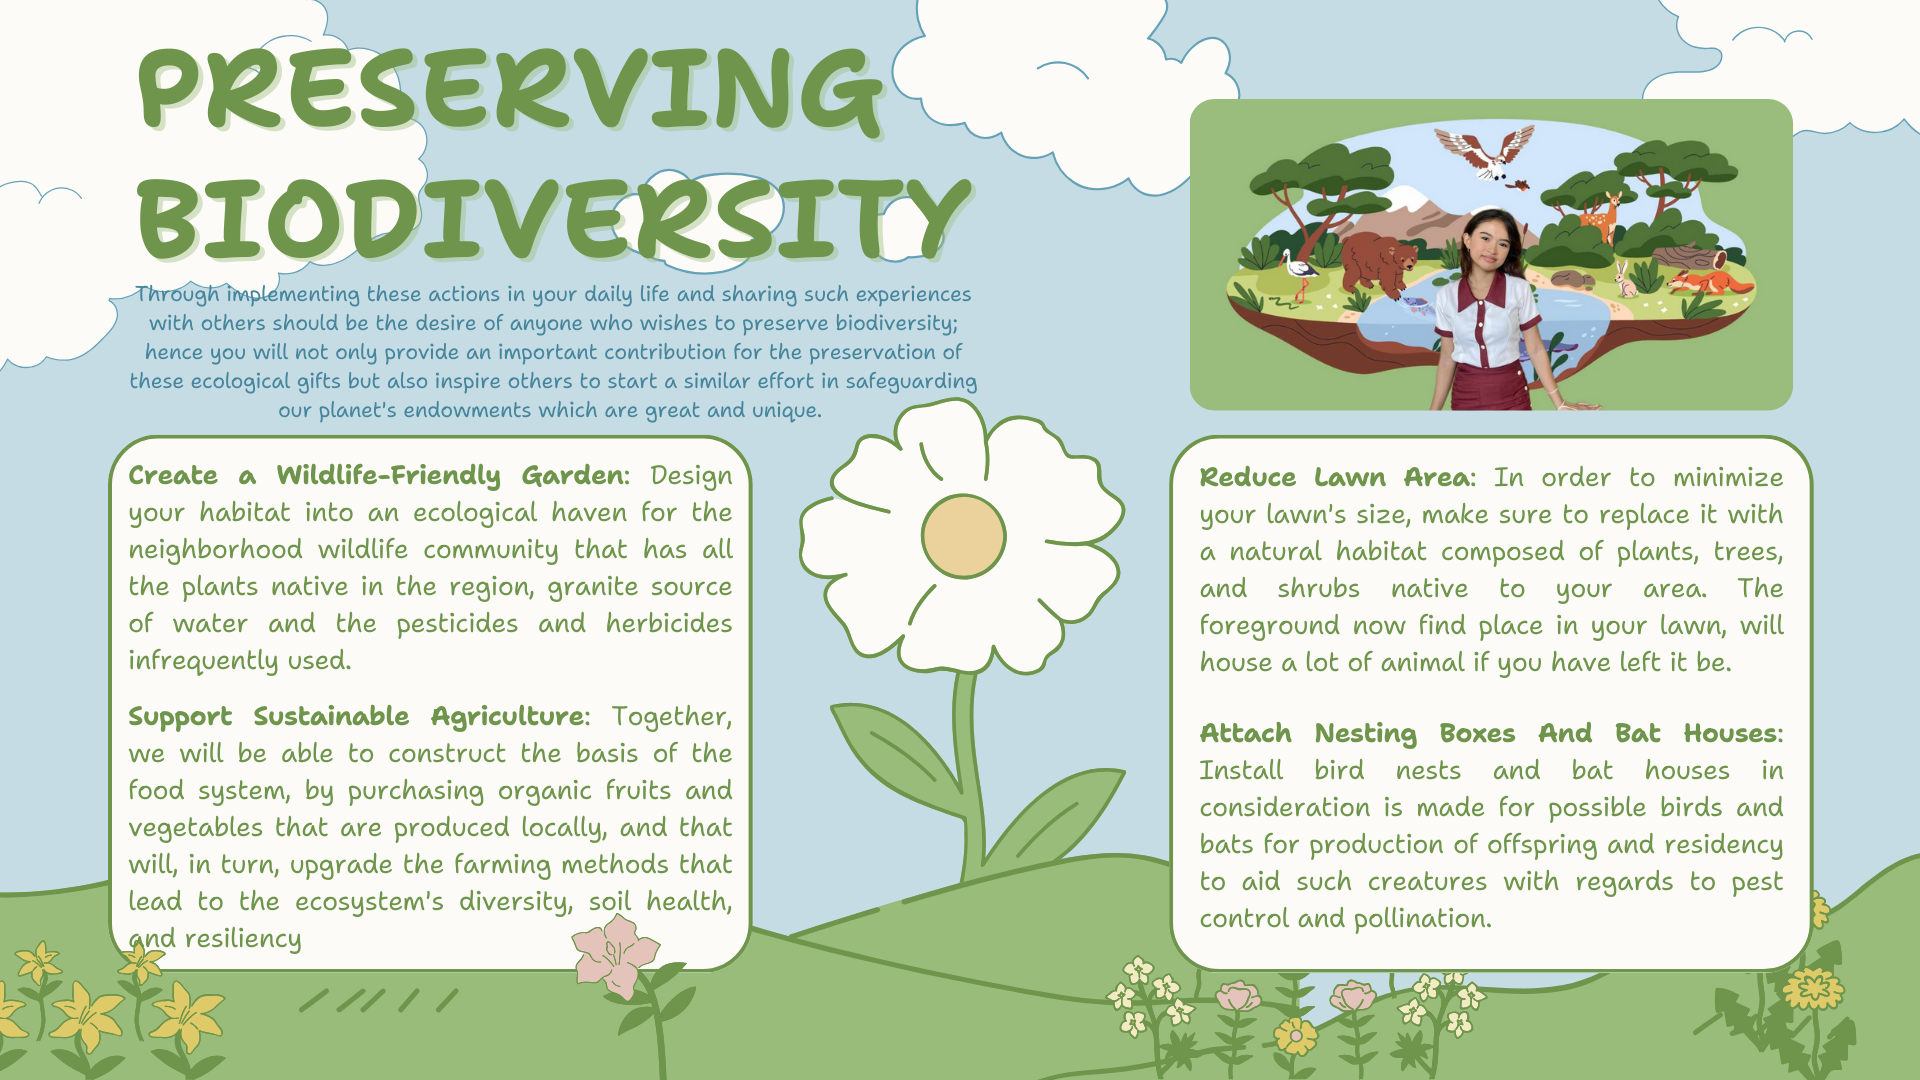 PRESERVING
BIODIVERSITY
Through implementing these actions in your daily life and sharing such experiences
with others should be the desire of anyone who wishes to preserve biodiversity;
hence you will not only provide an important contribution for the preservation of
these ecological gifts but also inspire others to start a similar effort in safeguarding
our planet's endowments which are great and unique.
Create a Wildlife-Friendly Garden: Design
your habitat into an ecological haven for the
neighborhood wildlife community that has all
the plants native in the region, granite source
of water and the pesticides and herbicides
infrequently used.
Support Sustainable Agriculture: Together,
we will be able to construct the basis of the
food system, by purchasing organic fruits and
vegetables that are produced locally, and that
will, in turn, upgrade the farming methods that
lead to the ecosystem's diversity, soil health,
and resiliency
Reduce Lawn Area: In order to minimize
your lawn's size, make sure to replace it with
a natural habitat composed of plants, trees,
and shrubs native to your area. The
foreground now find place in your lawn, will
house a lot of animal if you have left it be.
Attach Nesting Boxes And Bat Houses:
Install bird nests and bat houses in
consideration is made for possible birds and
bats for production of offspring and residency
to aid such creatures with regards to pest
control and pollination.